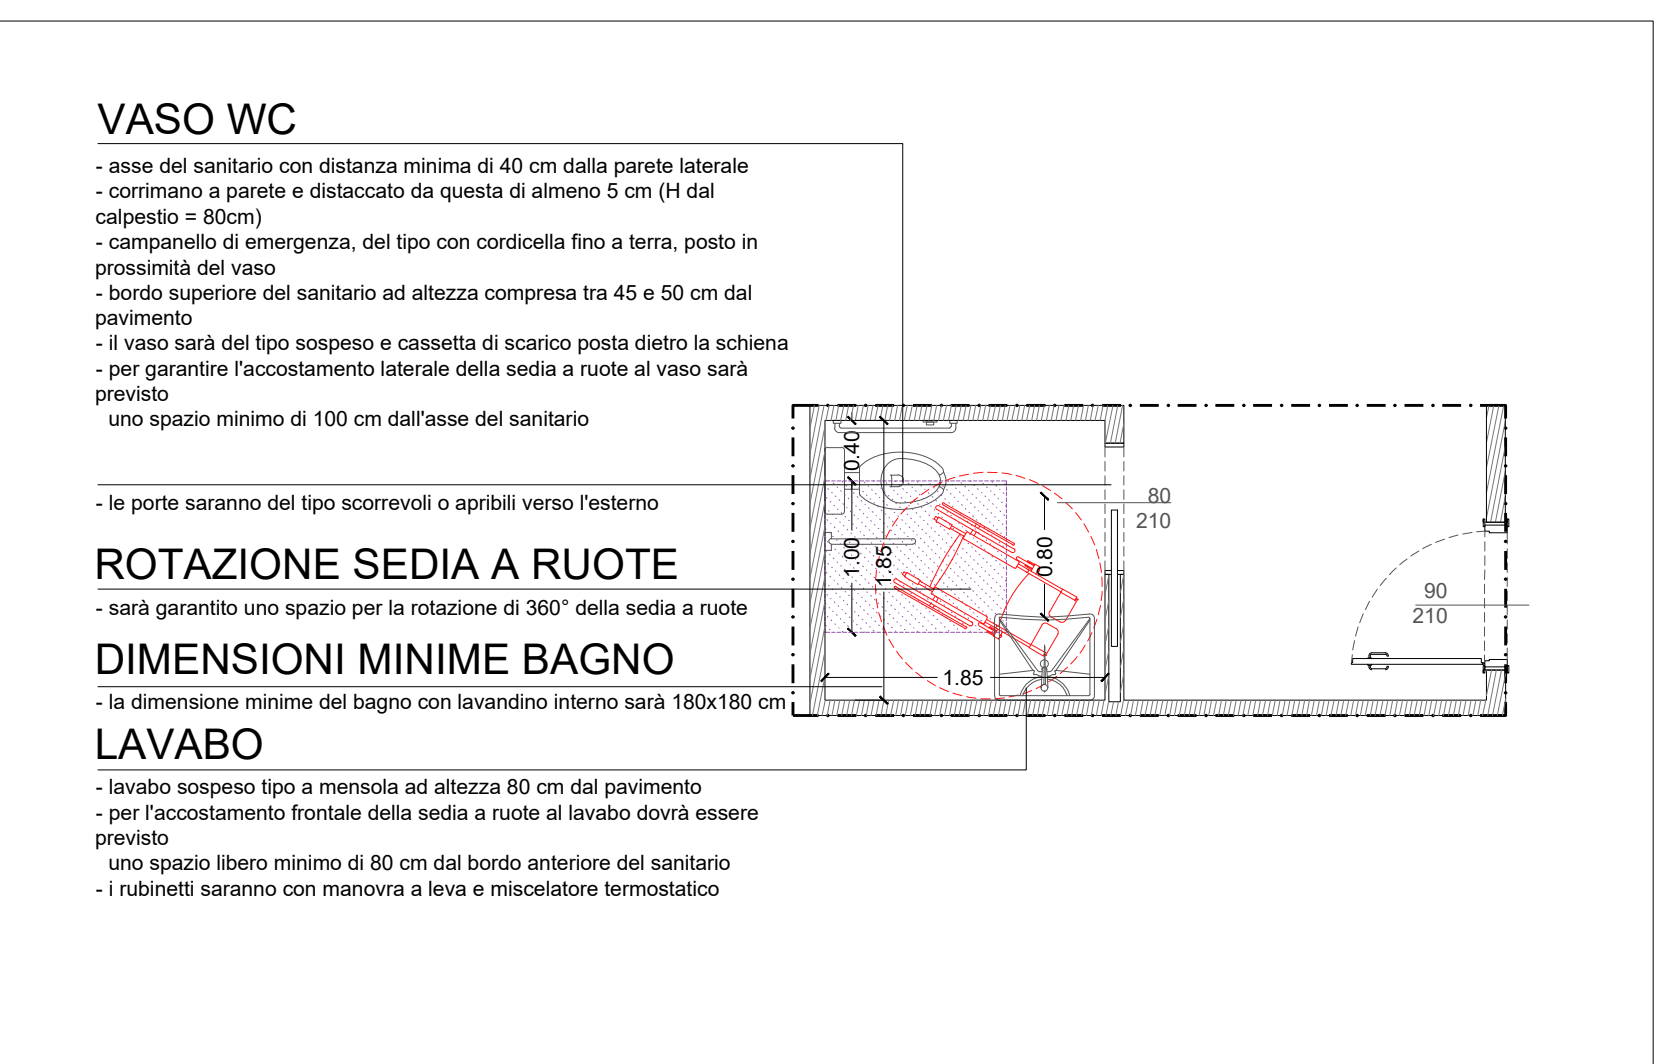 VASO WC
- asse del sanitario con distanza minima di 40 cm dalla parete laterale
- corrimano a parete e distaccato da questa di almeno 5 cm (H dal
calpestio = 80cm)
- campanello di emergenza, del tipo con cordicella fino a terra, posto in
prossimità del vaso
- bordo superiore del sanitario ad altezza compresa tra 45 e 50 cm dal
pavimento
- il vaso sarà del tipo sospeso e cassetta di scarico posta dietro la schiena
- per garantire l'accostamento laterale della sedia a ruote al vaso sarà
previsto
uno spazio minimo di 100 cm dall'asse del sanitario
- le porte saranno del tipo scorrevoli o apribili verso l'esterno
ROTAZIONE SEDIA A RUOTE
- sarà garantito uno spazio per la rotazione di 360° della sedia a ruote
DIMENSIONI MINIME BAGNO
- la dimensione minime del bagno con lavandino interno sarà 180x180 cm
LAVABO
- lavabo sospeso tipo a mensola ad altezza 80 cm dal pavimento
- per l'accostamento frontale della sedia a ruote al lavabo dovrà essere
previsto
uno spazio libero minimo di 80 cm dal bordo anteriore del sanitario
- i rubinetti saranno con manovra a leva e miscelatore termostatico
0.40
1.00
1.85
0.80
1.85
80
210
90
210